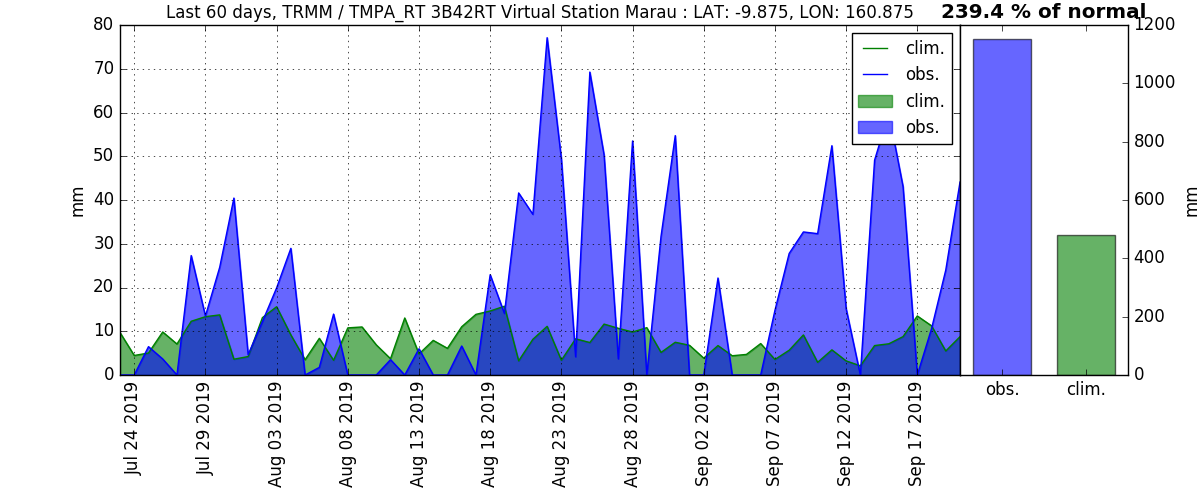 Last 60 days, TRMM / TMPA_RT 3B42RT Virtual Station Marau : LAT: -9.875, LON: 160.875
239.4 % of normal
80
70
60
50
40
30
20
10
0
mm
clim.
obs.
clim.
obs.
1200
1000
800
600
400
200
0
mm
obs.
clim.
Jul 24 2019
Jul 29 2019
Aug 03 2019
Aug 08 2019
Aug 13 2019
Aug 18 2019
Aug 23 2019
Aug 28 2019
Sep 02 2019
Sep 07 2019
Sep 12 2019
Sep 17 2019